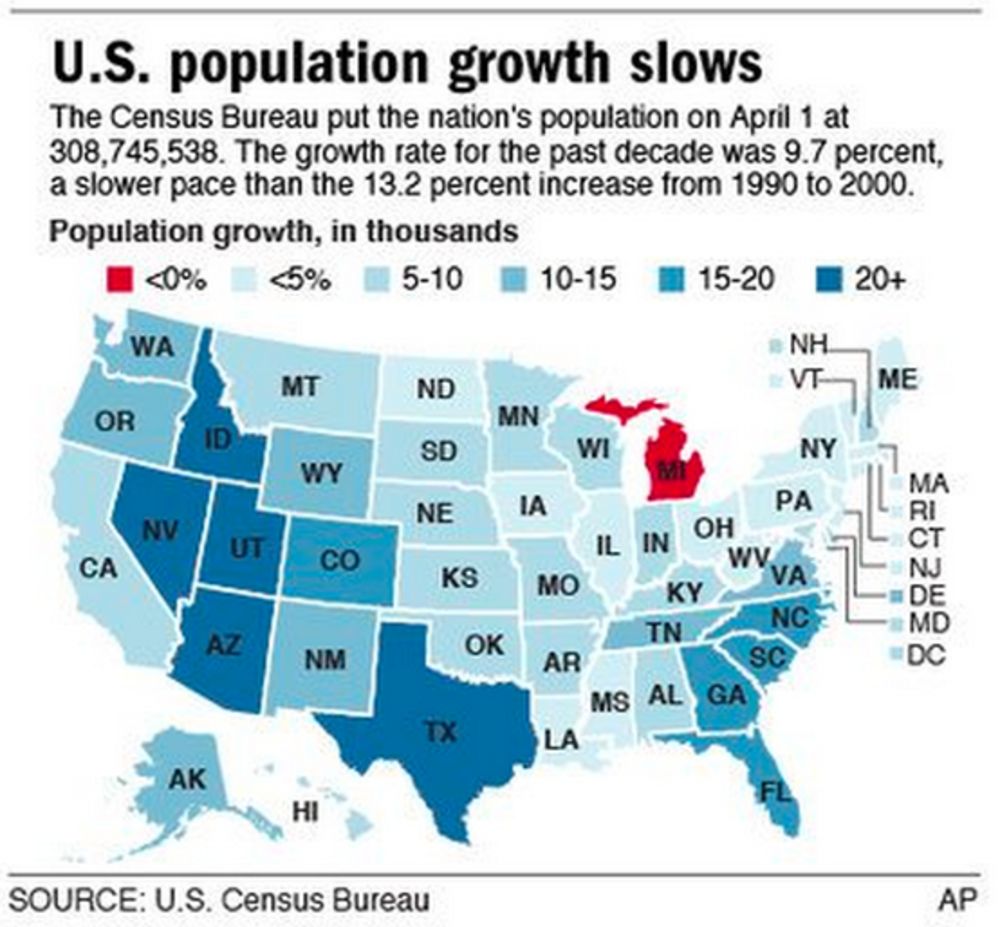 U.S. population growth slows
The Census Bureau put the nation's population on April 1 at
308,745,538. The growth rate for the past decade was 9.7 percent,
a slower pace than the 13.2 percent increase from 1990 to 2000.
Population growth, in thousands
<0% <5% 5-10 10-15 15-20 20+
WA
NH
MT
ND
VT
ME
OR
MN
ID
SD
WI
NY
WY
MI
MA
NE
IA
PA
RI
NV
OH
CT
UT
CO
IL
IN
WV
NJ
CA
KS
MO
VA
DE
KY
NC
MD
AZ
NM
OK
TN
SC
DC
AR
MS
AL
GA
TX
LA
AK
HI
FL
SOURCE: U.S. Census Bureau
AP